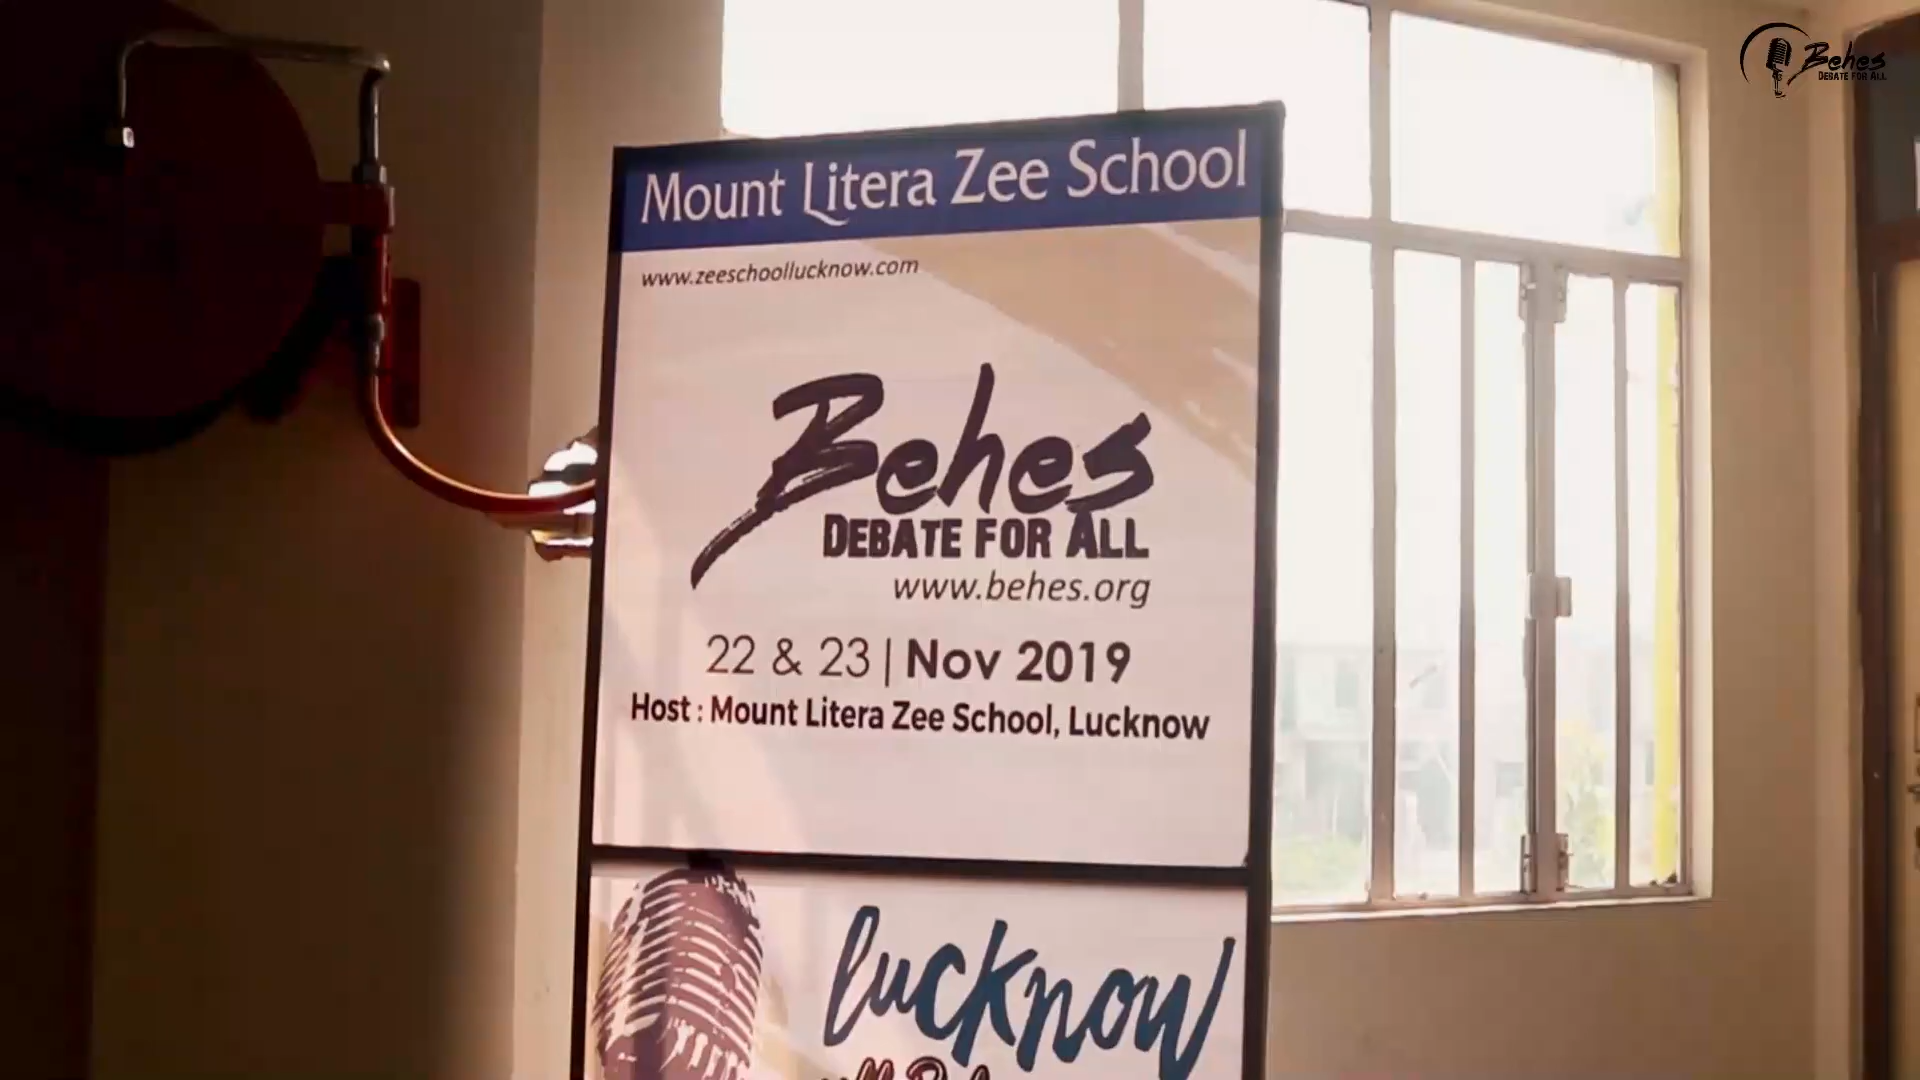 Behes
DEBATE FOR ALL
Mount Litera Zee School
www.zeeschoollucknow.com
Behes
DEBATE FOR ALL
www.behes.org
22 & 23 | Nov 2019
Host : Mount Litera Zee School, Lucknow
lucknow